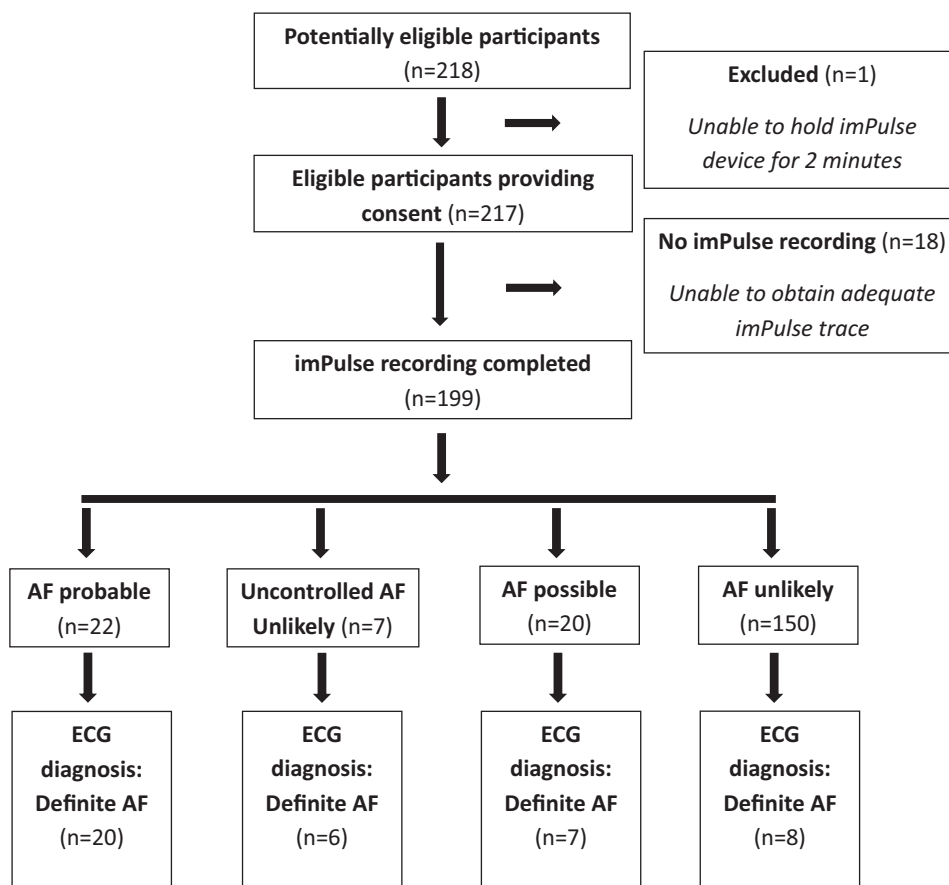 Potentially eligible participants
(n=218)
Excluded (n=1)
Unable to hold imPulse
device for 2 minutes
Eligible participants providing
consent (n=217)
No imPulse recording (n=18)
Unable to obtain adequate
imPulse trace
imPulse recording completed
(n=199)
AF probable
(n=22)
Uncontrolled AF
Unlikely (n=7)
AF possible
(n=20)
AF unlikely
(n=150)
ECG
diagnosis:
Definite AF
(n=20)
ECG
diagnosis:
Definite AF
(n=6)
ECG
diagnosis:
Definite AF
(n=7)
ECG
diagnosis:
Definite AF
(n=8)